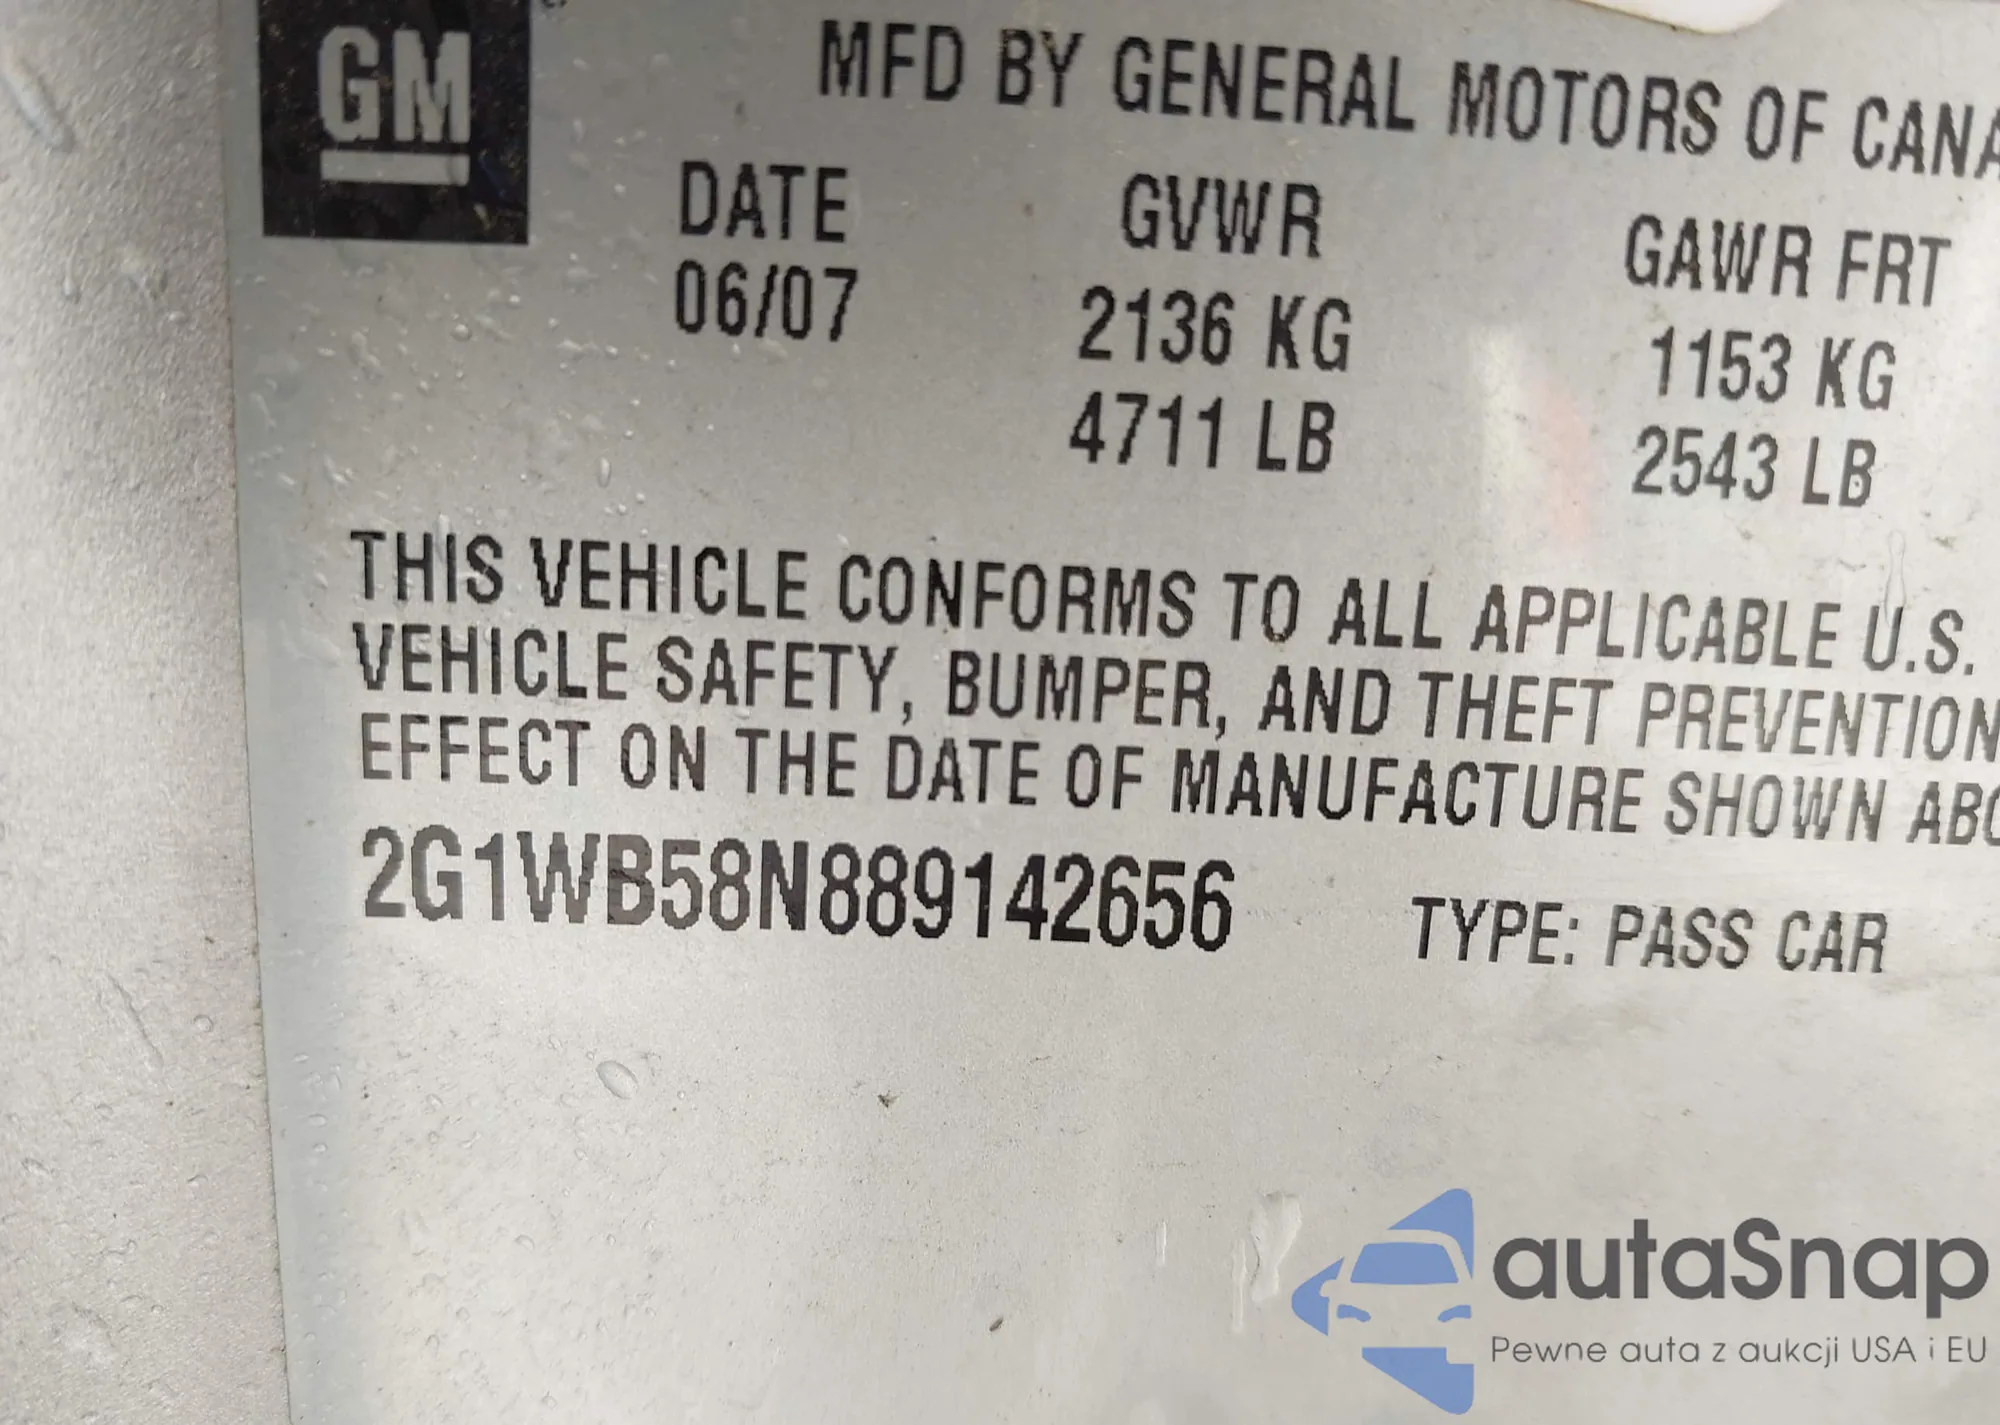 GM
MFD BY GENERAL MOTORS OF CANA
DATE GVWR GAWR FRT
06/07 2136 KG 1153 KG
4711 LB 2543 LB
THIS VEHICLE CONFORMS TO ALL APPLICABLE U.S.
VEHICLE SAFETY, BUMPER, AND THEFT PREVENTION
EFFECT ON THE DATE OF MANUFACTURE SHOWN ABO
2G1WB58N889142656 TYPE: PASS CAR
autaSnap
Pewne auta z aukcji USA i EU